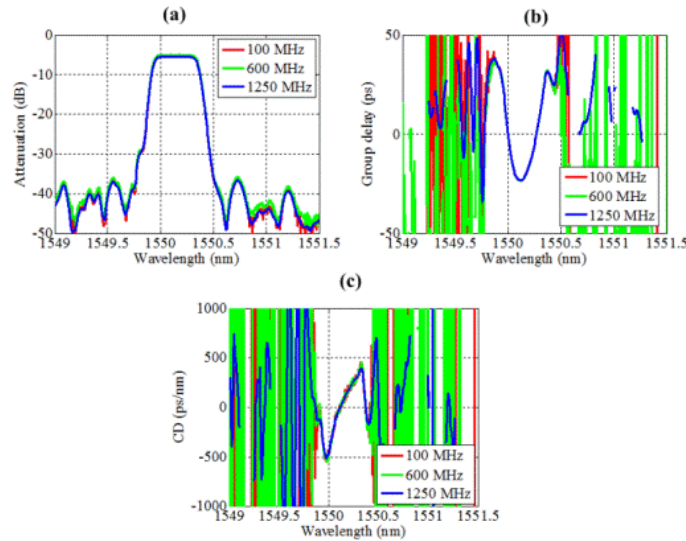 (a)
0
-10
-20
-30
-40
-50
Attenuation (dB)
100 MHz
600 MHz
1250 MHz
1549 1549.5 1550 1550.5 1551 1551.5
Wavelength (nm)
(b)
50
0
-50
Group delay (ps)
100 MHz
600 MHz
1250 MHz
1549 1549.5 1550 1550.5 1551 1551.5
Wavelength (nm)
(c)
1000
500
0
-500
-1000
CD (ps/nm)
100 MHz
600 MHz
1250 MHz
1549 1549.5 1550 1550.5 1551 1551.5
Wavelength (nm)